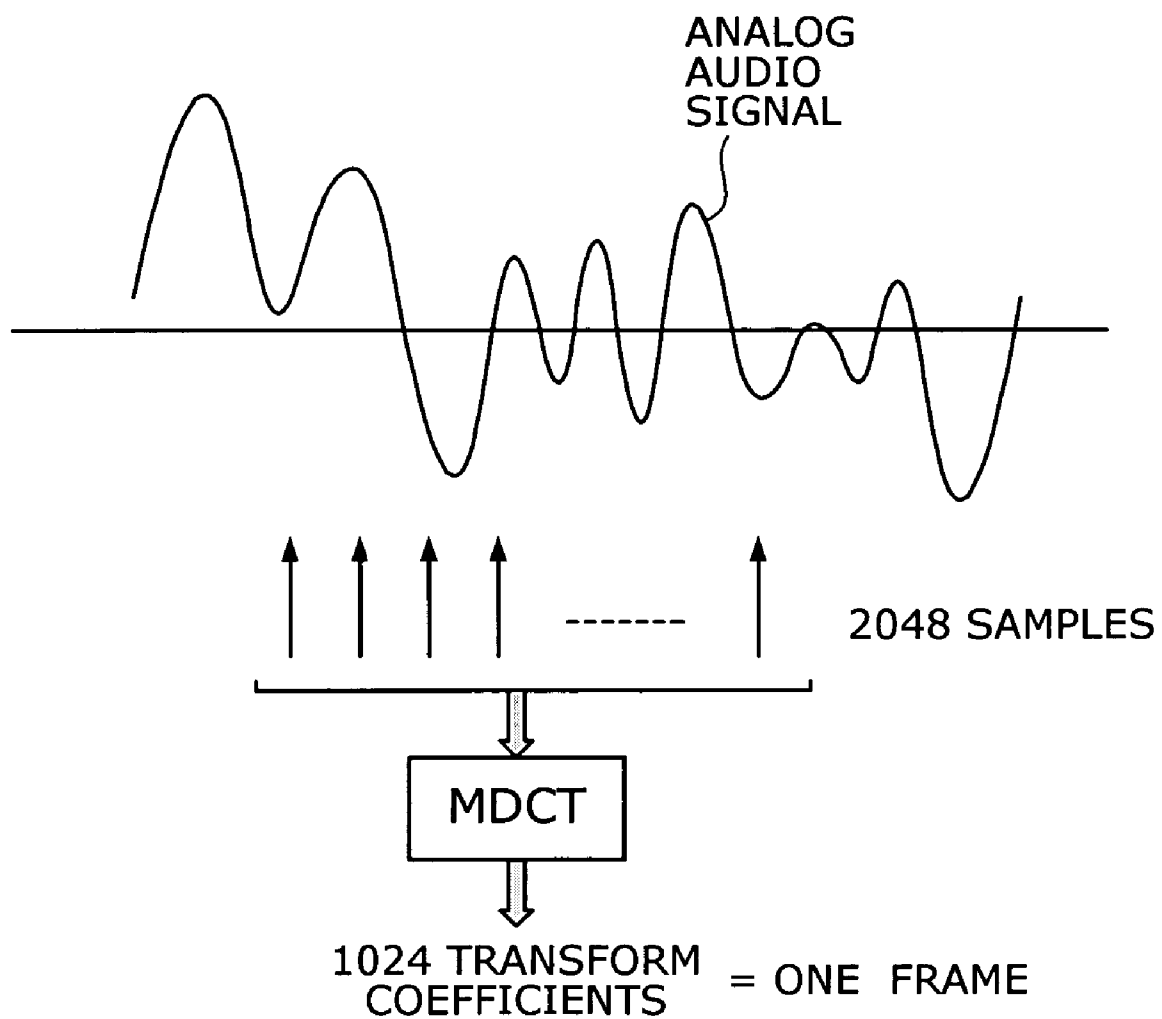 ANALOG
AUDIO
SIGNAL
2048 SAMPLES
MDCT
1024 TRANSFORM
COEFFICIENTS
= ONE FRAME